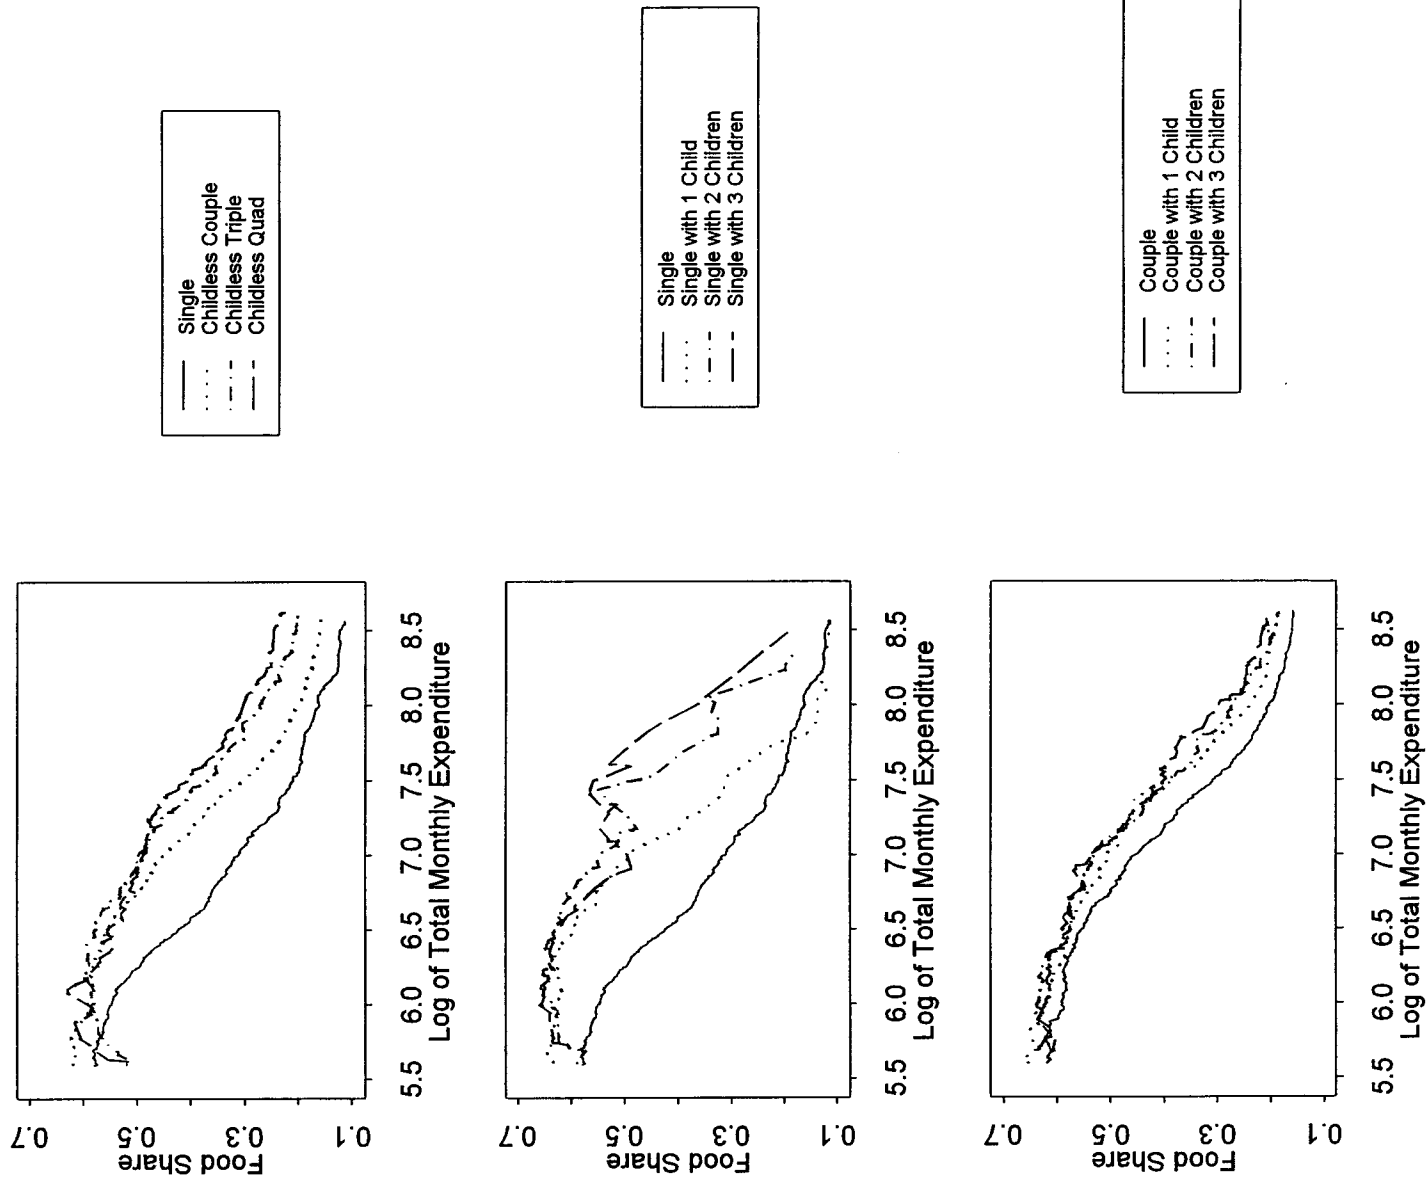 Food Share
0.7
0.5
0.3
0.1
5.5
6.0
6.5
7.0
7.5
8.0
8.5
Log of Total Monthly Expenditure
Single
Childless Couple
Childless Triple
Childless Quad
Food Share
0.7
0.5
0.3
0.1
5.5
6.0
6.5
7.0
7.5
8.0
8.5
Log of Total Monthly Expenditure
Single
Single with 1 Child
Single with 2 Children
Single with 3 Children
Food Share
0.7
0.5
0.3
0.1
5.5
6.0
6.5
7.0
7.5
8.0
8.5
Log of Total Monthly Expenditure
Couple
Couple with 1 Child
Couple with 2 Children
Couple with 3 Children